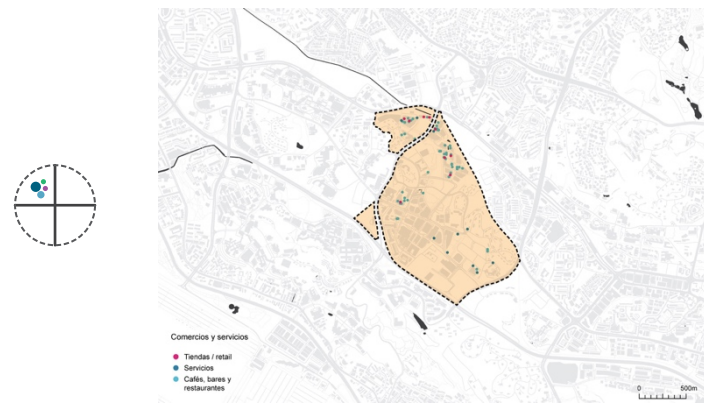 Comercios y servicios
Tiendas / retail
Servicios
Cafés, bares y
restaurantes
0 500m